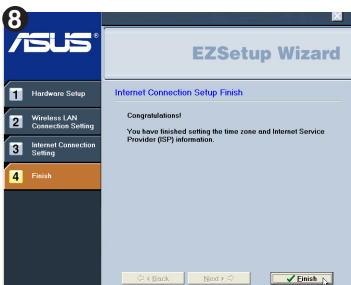 8
ASUS®
EZSetup Wizard
1 Hardware Setup
2 Wireless LAN
Connection Setting
3 Internet Connection
Setting
4 Finish
Internet Connection Setup Finish
Congratulations!
You have finished setting the time zone and Internet Service
Provider (ISP) information.
< Back
Next >
Finish